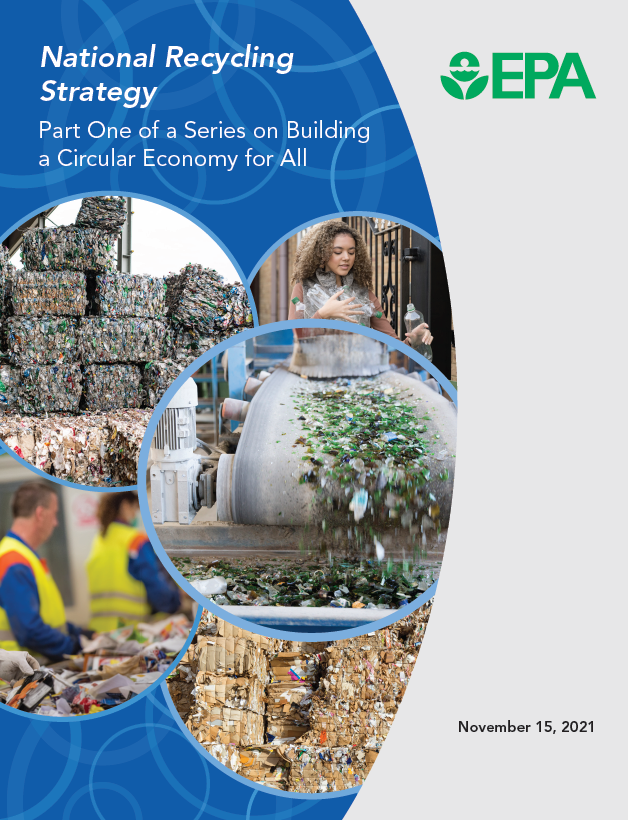 National Recycling
Strategy
Part One of a Series on Building
a Circular Economy for All
EPA
November 15, 2021